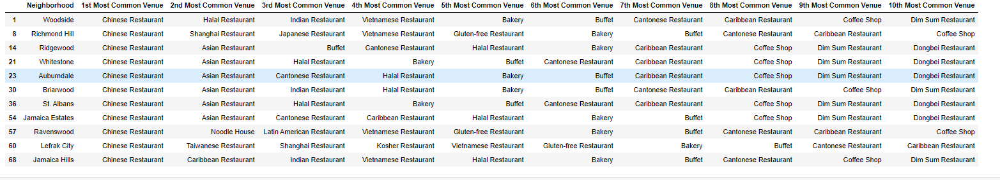 Neighborhood 1st Most Common Venue 2nd Most Common Venue 3rd Most Common Venue 4th Most Common Venue 5th Most Common Venue 6th Most Common Venue 7th Most Common Venue 8th Most Common Venue 9th Most Common Venue 10th Most Common Venue
1 Woodside Chinese Restaurant Halal Restaurant Indian Restaurant Vietnamese Restaurant Bakery Buffet Cantonese Restaurant Caribbean Restaurant Coffee Shop Dim Sum Restaurant
8 Richmond Hill Chinese Restaurant Shanghai Restaurant Japanese Restaurant Vietnamese Restaurant Gluten-free Restaurant Bakery Buffet Cantonese Restaurant Caribbean Restaurant Coffee Shop
14 Ridgewood Chinese Restaurant Asian Restaurant Buffet Cantonese Restaurant Halal Restaurant Bakery Caribbean Restaurant Coffee Shop Dim Sum Restaurant Dongbei Restaurant
21 Whitestone Chinese Restaurant Asian Restaurant Halal Restaurant Bakery Buffet Cantonese Restaurant Caribbean Restaurant Coffee Shop Dim Sum Restaurant Dongbei Restaurant
23 Auburndale Chinese Restaurant Asian Restaurant Cantonese Restaurant Halal Restaurant Bakery Buffet Caribbean Restaurant Coffee Shop Dim Sum Restaurant Dongbei Restaurant
30 Briarwood Chinese Restaurant Asian Restaurant Indian Restaurant Halal Restaurant Bakery Buffet Cantonese Restaurant Caribbean Restaurant Coffee Shop Dim Sum Restaurant
36 St. Albans Chinese Restaurant Asian Restaurant Halal Restaurant Bakery Buffet Cantonese Restaurant Caribbean Restaurant Coffee Shop Dim Sum Restaurant Dongbei Restaurant
54 Jamaica Estates Chinese Restaurant Asian Restaurant Cantonese Restaurant Caribbean Restaurant Halal Restaurant Bakery Buffet Coffee Shop Dim Sum Restaurant Dongbei Restaurant
57 Ravenswood Chinese Restaurant Noodle House Latin American Restaurant Vietnamese Restaurant Gluten-free Restaurant Bakery Buffet Cantonese Restaurant Caribbean Restaurant Coffee Shop
60 Lefrak City Chinese Restaurant Taiwanese Restaurant Shanghai Restaurant Kosher Restaurant Vietnamese Restaurant Gluten-free Restaurant Bakery Buffet Cantonese Restaurant Caribbean Restaurant
68 Jamaica Hills Chinese Restaurant Caribbean Restaurant Indian Restaurant Vietnamese Restaurant Halal Restaurant Bakery Buffet Cantonese Restaurant Coffee Shop Dim Sum Restaurant